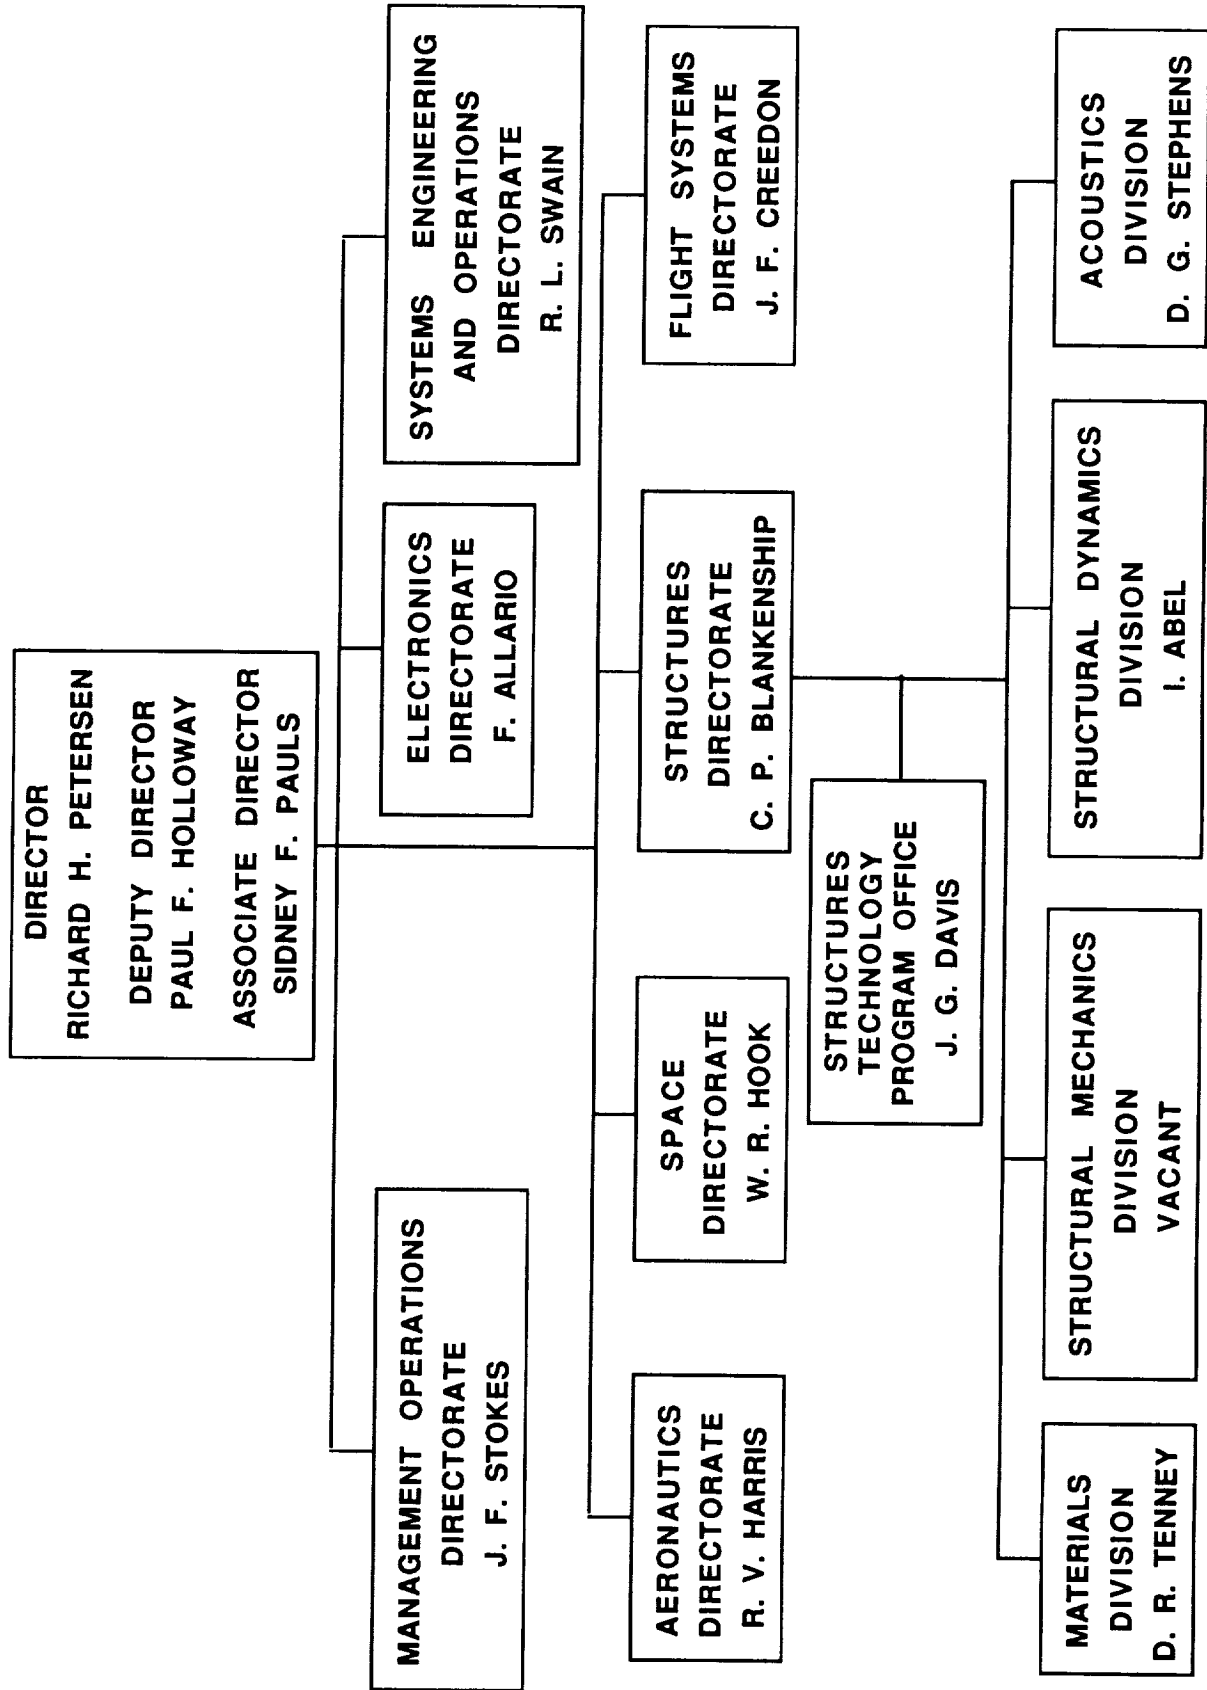 DIRECTOR
RICHARD H. PETERSEN
DEPUTY DIRECTOR
PAUL F. HOLLOWAY
ASSOCIATE DIRECTOR
SIDNEY F. PAULS
MANAGEMENT OPERATIONS
DIRECTORATE
J. F. STOKES
ELECTRONICS
DIRECTORATE
F. ALLARIO
SYSTEMS ENGINEERING
AND OPERATIONS
DIRECTORATE
R. L. SWAIN
AERONAUTICS
DIRECTORATE
R. V. HARRIS
SPACE
DIRECTORATE
W. R. HOOK
STRUCTURES
DIRECTORATE
C. P. BLANKENSHIP
FLIGHT SYSTEMS
DIRECTORATE
J. F. CREEDON
STRUCTURES
TECHNOLOGY
PROGRAM OFFICE
J. G. DAVIS
MATERIALS
DIVISION
D. R. TENNEY
STRUCTURAL MECHANICS
DIVISION
VACANT
STRUCTURAL DYNAMICS
DIVISION
I. ABEL
ACOUSTICS
DIVISION
D. G. STEPHENS